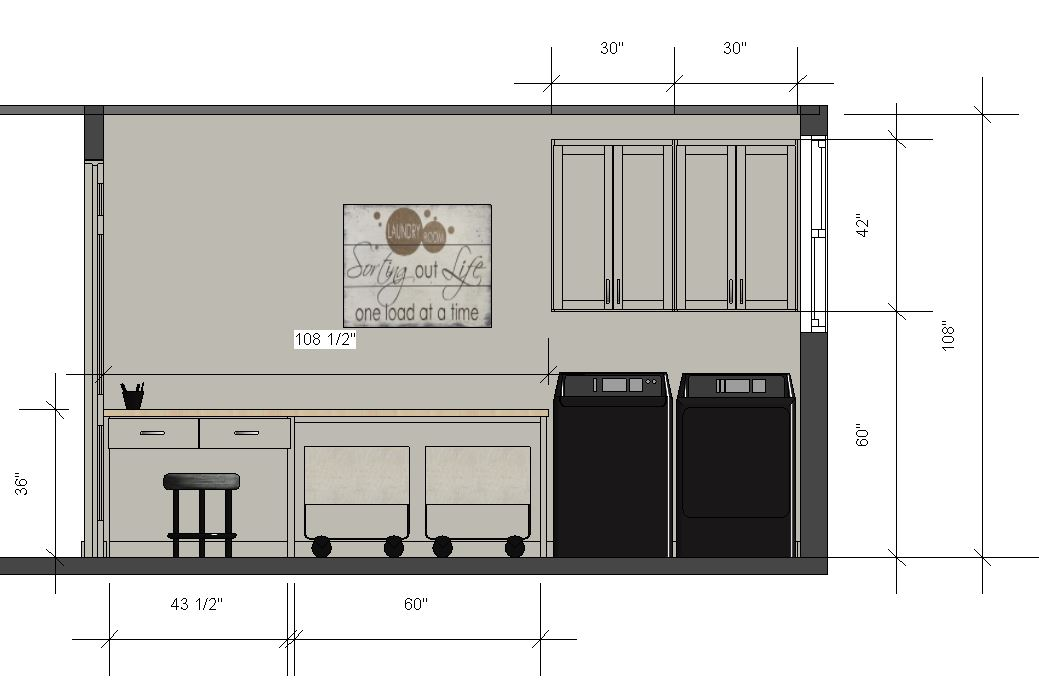 30" 30"
LAUNDRY ROOM
Sorting out Life
one load at a time
108 1/2"
42"
108"
60"
36"
43 1/2" 60"